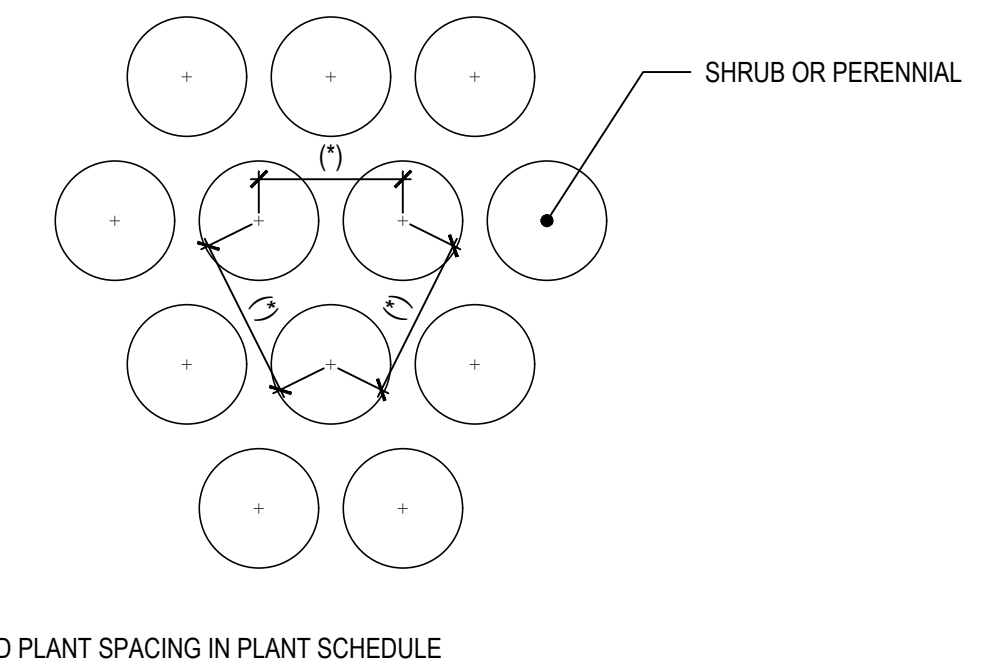 SHRUB OR PERENNIAL
(*)
(*)
(*)
PLANT SPACING IN PLANT SCHEDULE